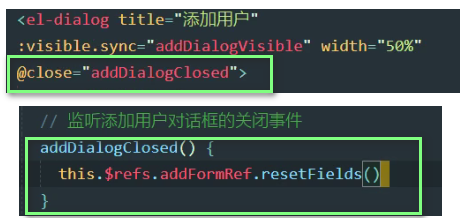 <el-dialog title="添加用户"
:visible.sync="addDialogVisible" width="50%"
@close="addDialogClosed">
// 监听添加用户对话框的关闭事件
addDialogClosed() {
this.$refs.addFormRef.resetFields()
}